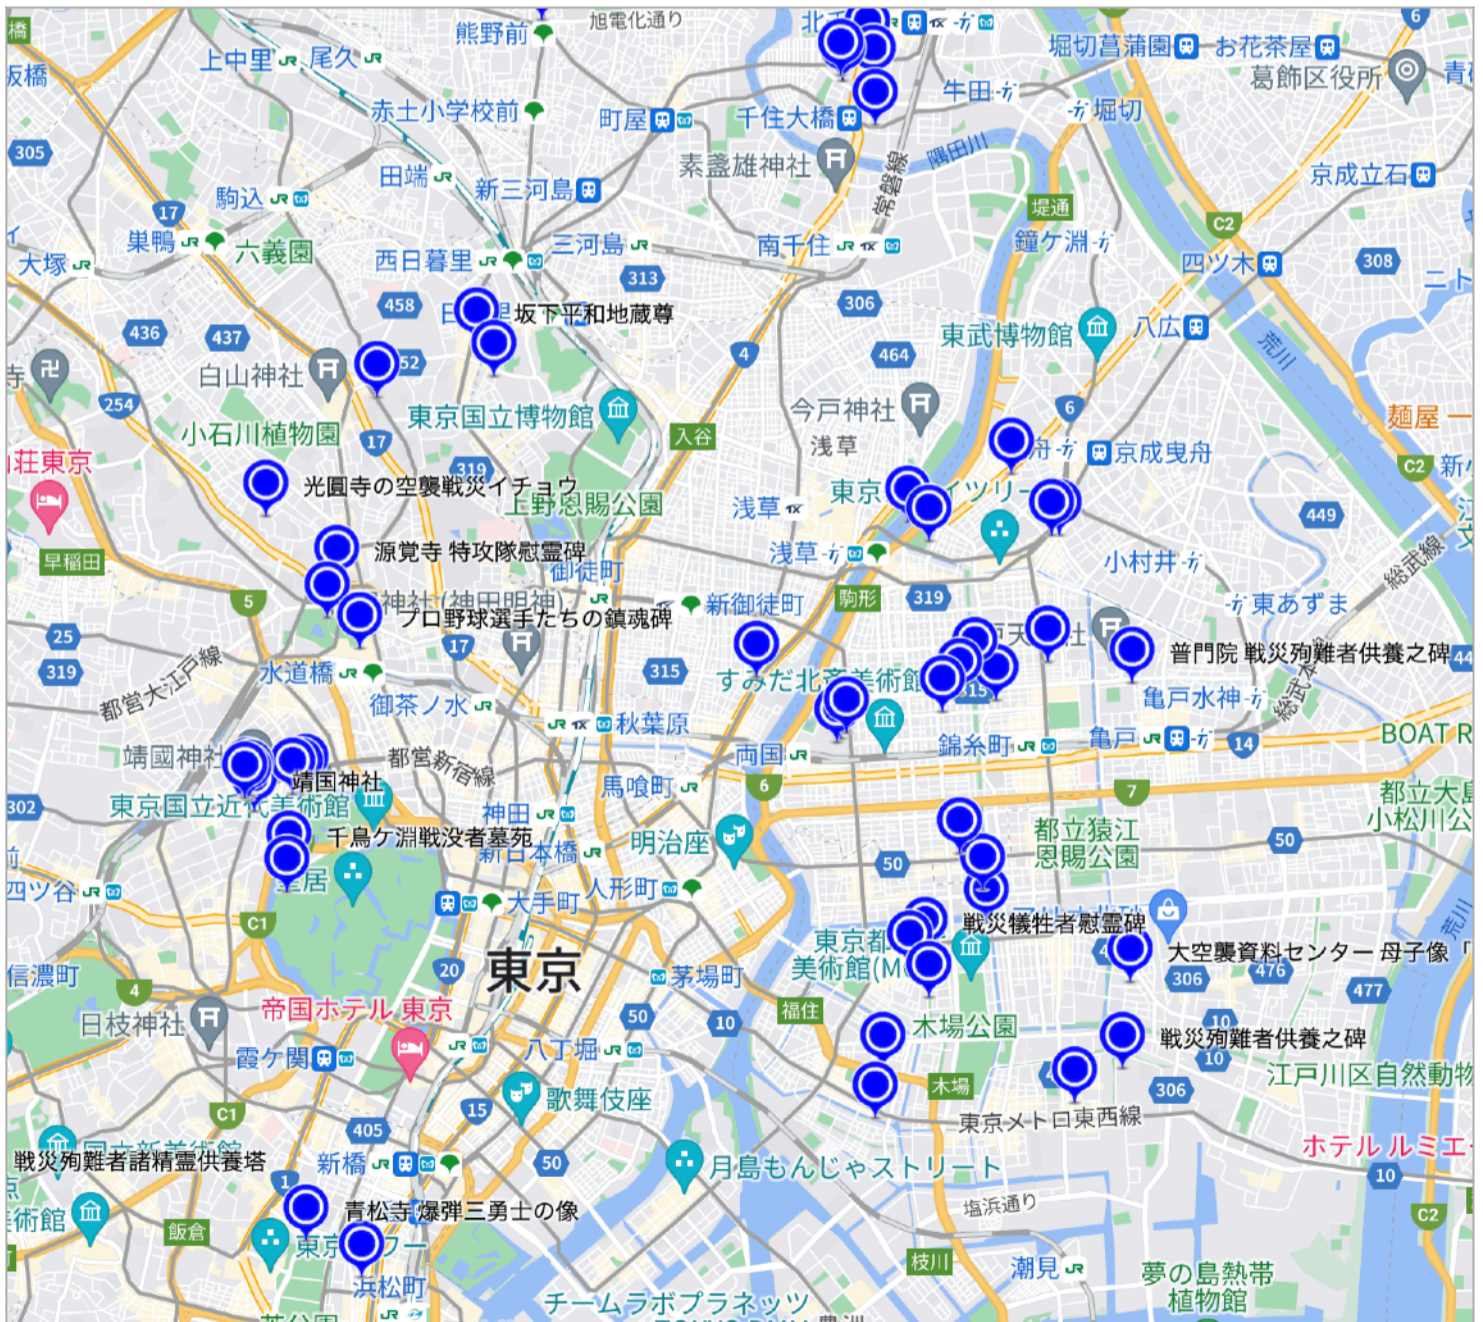 橋
熊野前
旭電化通り
6
上中里
尾久
堀切菖蒲園
お花茶屋
板橋
葛飾区役所
牛田
赤土小学校前
町屋
千住大橋
堀切
305
素盞雄神社
隅田川
田端
新三河島
京成立石
常磐線
駒込
17
堤通
C2
巣鴨
六義園
三河島
南千住
鐘ケ淵
大塚
西日暮里
四ツ木
308
313
458
306
坂下平和地蔵尊
436
437
東武博物館
八広
荒川
4
464
白山神社
254
東京国立博物館
今戸神社
6
麺屋 一
小石川植物園
17
入谷
浅草
京成曳舟
319
C2
光圓寺の空襲戦災イチョウ
上野恩賜公園
浅草
449
早稲田
源覚寺 特攻隊慰霊碑
御徒町
浅草
小村井
総武線
5
プロ野球選手たちの鎮魂碑
新御徒町
駒形
319
東あずま
25
319
17
水道橋
315
すみだ北斎美術館
普門院 戦災殉難者供養之碑
都営大江戸線
御茶ノ水
亀戸水神
秋葉原
靖國神社
都営新宿線
両国
錦糸町
亀戸
14
BOAT R
靖国神社
馬喰町
6
7
302
東京国立近代美術館
神田
千鳥ケ淵戦没者墓苑
新日本橋
明治座
50
都立猿江
恩賜公園
50
四ツ谷
大手町
人形町
C1
戦災犠牲者慰霊碑
東京
茅場町
大空襲資料センター 母子像「
信濃町
20
306
476
477
4
帝国ホテル 東京
福住
荒川
日枝神社
50
10
木場公園
10
霞ケ関
八丁堀
戦災殉難者供養之碑
10
C1
15
歌舞伎座
木場
306
江戸川区自然動物
405
東京メトロ東西線
戦災殉難者諸精霊供養塔
新橋
50
月島もんじゃストリート
ホテル ルミエ
10
1
青松寺 爆弾三勇士の像
塩浜通り
飯倉
C2
浜松町
枝川
潮見
夢の島熱帯
植物館
チームラボプラネッツ